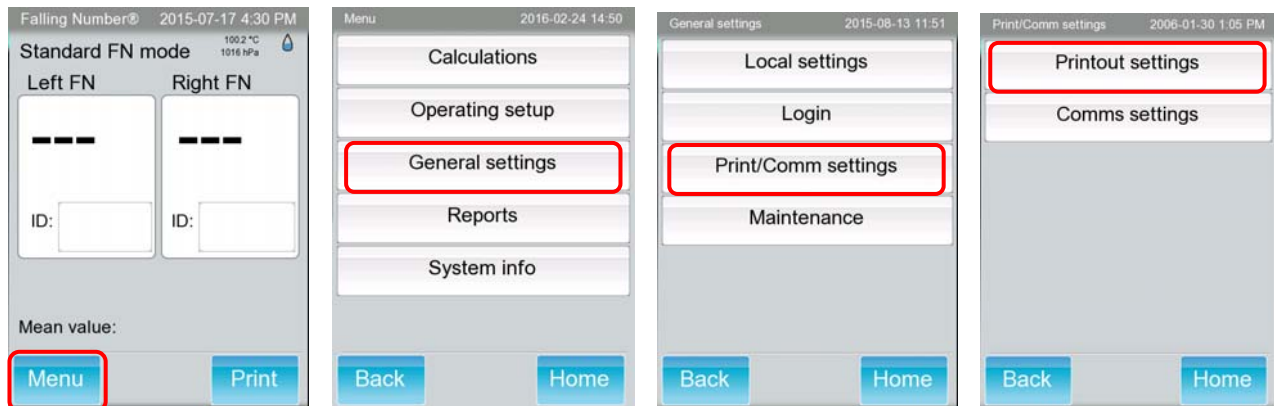 Falling Number® 2015-07-17 4:30 PM
Standard FN mode 100.2 °C
1016 hPa
Left FN Right FN
--- ---
ID: ID:
Mean value:
Menu Print
Menu 2016-02-24 14:50
Calculations
Operating setup
General settings
Reports
System info
Back Home
General settings 2015-08-13 11:51
Local settings
Login
Print/Comm settings
Maintenance
Back Home
Print/Comm settings 2006-01-30 1:05 PM
Printout settings
Comms settings
Back Home